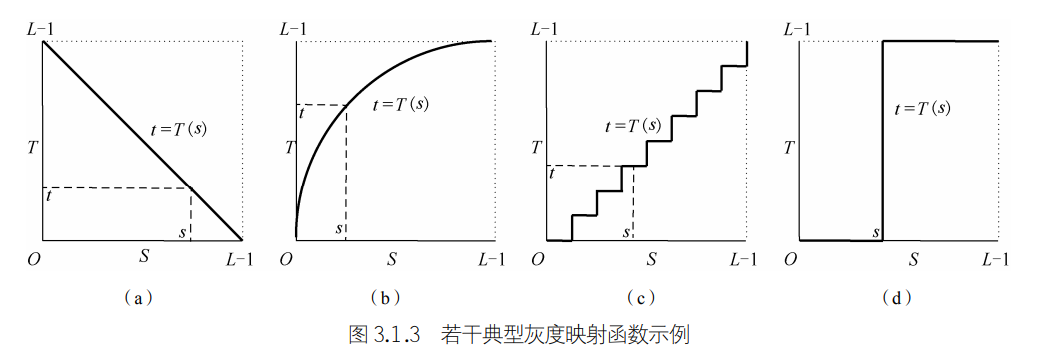 L-1 L-1 L-1 L-1
t=T(s) t=T(s) t=T(s) t=T(s)
T T T T
t t t
s s s s
O S L-1 O S L-1 O S L-1 O S L-1
(a) (b) (c) (d)
图 3.1.3 若干典型灰度映射函数示例